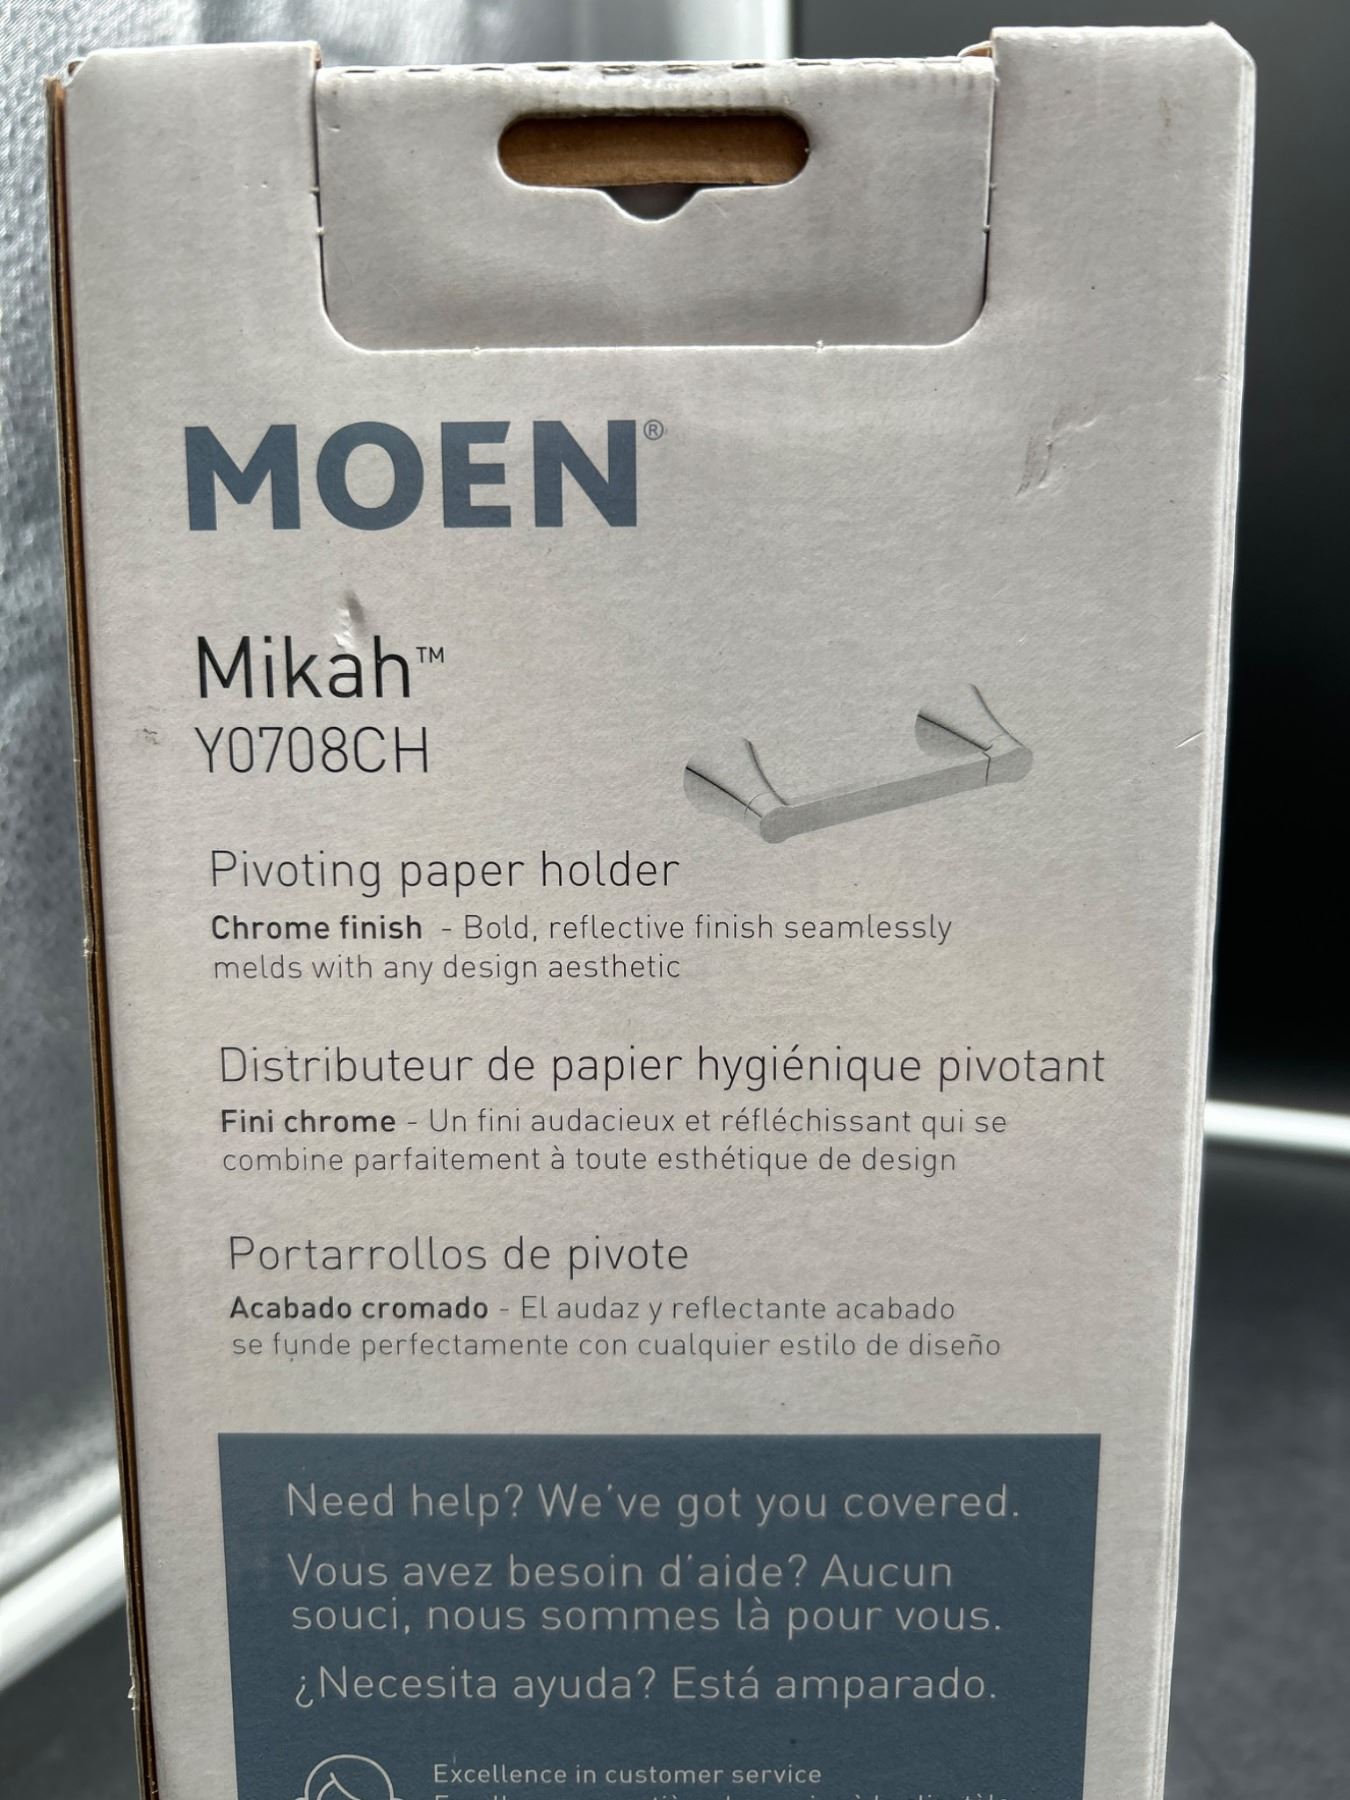 MOEN®
Mikah™
Y0708CH
Pivoting paper holder
Chrome finish - Bold, reflective finish seamlessly
melds with any design aesthetic
Distributeur de papier hygiénique pivotant
Fini chrome - Un fini audacieux et réfléchissant qui se
combine parfaitement à toute esthétique de design
Portarrollos de pivote
Acabado cromado - El audaz y reflectante acabado
se funde perfectamente con cualquier estilo de diseño
Need help? We've got you covered.
Vous avez besoin d'aide? Aucun
souci, nous sommes là pour vous.
¿Necesita ayuda? Está amparado.
Excellence in customer service